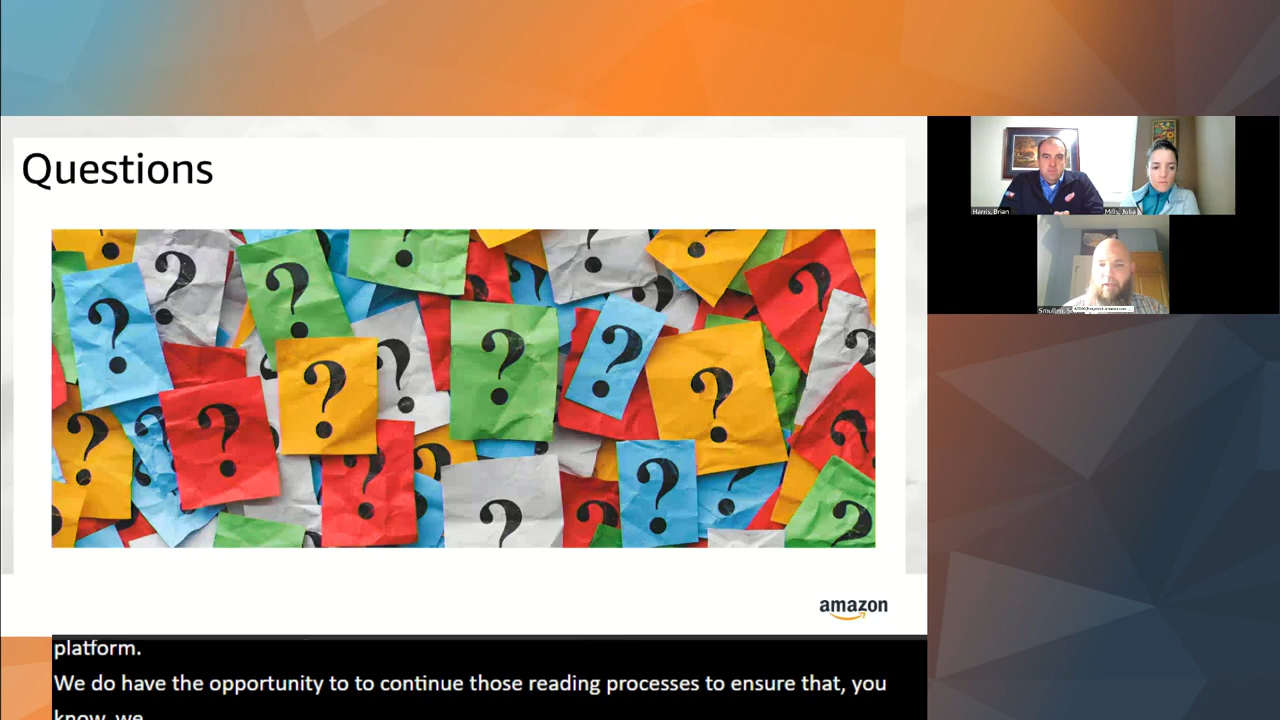 Questions
Harris, Brian
Mills, Julia
Smullen, S
amazon
platform.
We do have the opportunity to to continue those reading processes to ensure that, you
know, we